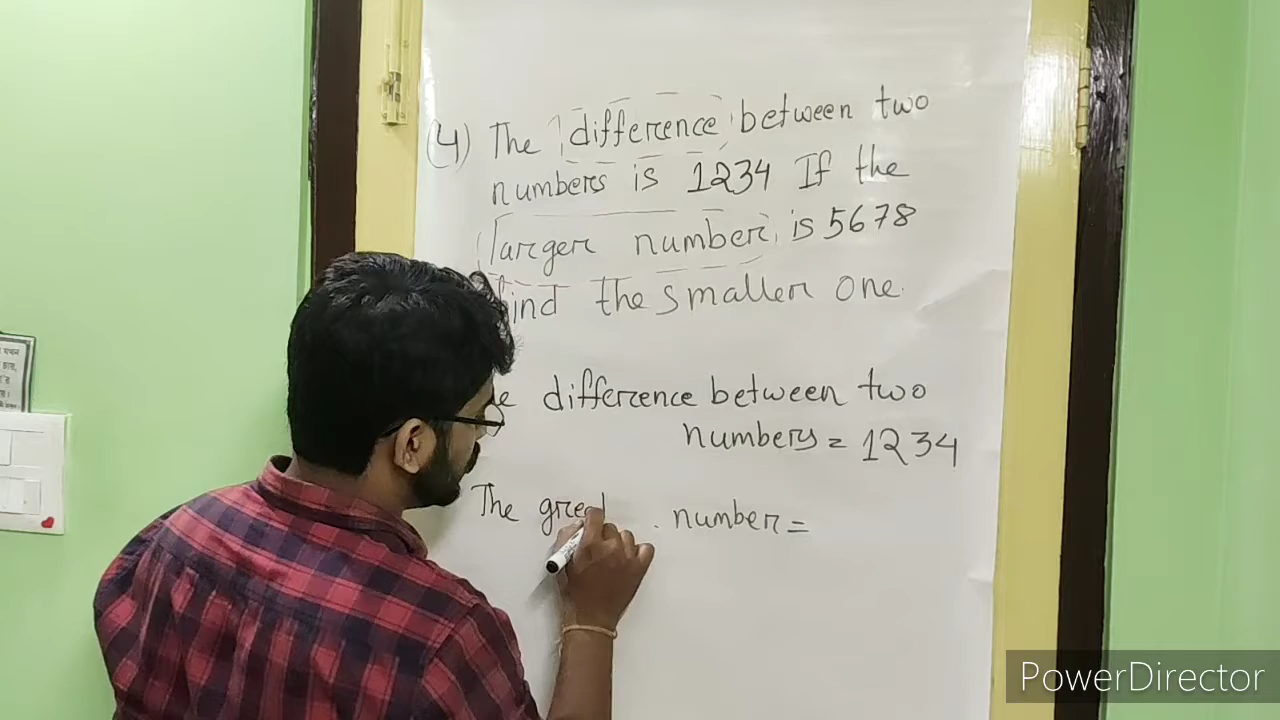 (4) The difference between two
numbers is 1234 If the
larger number is 5678
find the smaller one.
difference between two
numbers = 1234
The number =
PowerDirector